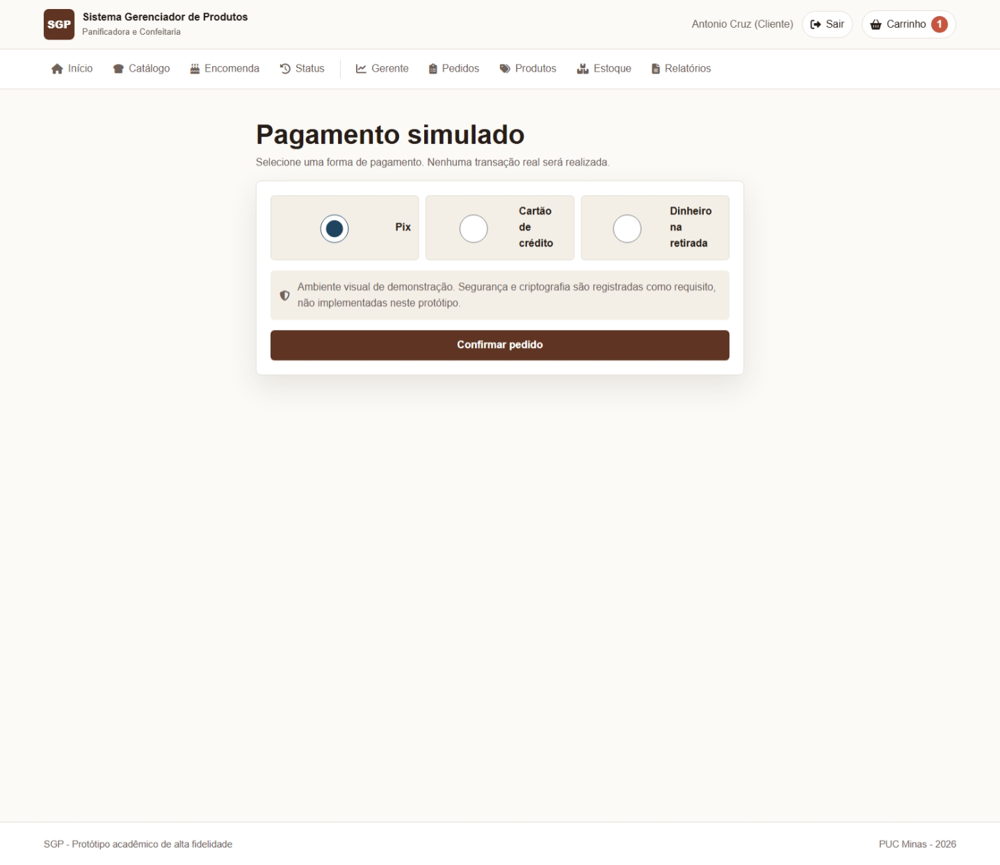 SGP
Sistema Gerenciador de Produtos
Panificadora e Confeitaria
Antonio Cruz (Cliente)
Sair
Carrinho 1
Início
Catálogo
Encomenda
Status
Gerente
Pedidos
Produtos
Estoque
Relatórios
Pagamento simulado
Selecione uma forma de pagamento. Nenhuma transação real será realizada.
Pix
Cartão
de
crédito
Dinheiro
na
retirada
Ambiente visual de demonstração. Segurança e criptografia são registradas como requisito,
não implementadas neste protótipo.
Confirmar pedido
SGP - Protótipo acadêmico de alta fidelidade
PUC Minas - 2026